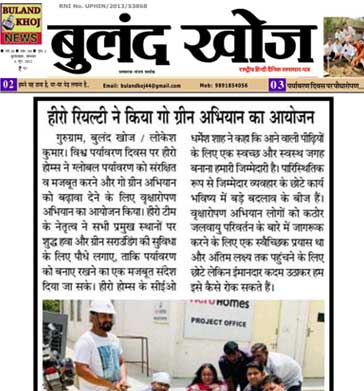 BULAND
KHOJ
NEWS
RNI No. UPHIN/2013/53868
बुलंद खोज
राष्ट्रीय हिन्दी दैनिक समाचार-पत्र
02
Email: bulandkhoj44@gmail.com
Mob: 9891854056
03
पर्यावरण दिवस पर पौधारोपण
हीरो रियल्टी ने किया गो ग्रीन अभियान का आयोजन
गुरुग्राम, बुलंद खोज / लोकेश
कुमार। विश्व पर्यावरण दिवस पर हीरो
होम्स ने ग्लोबल पर्यावरण को संरक्षित
व मजबूत करने और गो ग्रीन अभियान
को बढ़ावा देने के लिए वृक्षारोपण
अभियान का आयोजन किया। हीरो टीम
के नेतृत्व ने सभी प्रमुख स्थानों पर
शुद्ध हवा और ग्रीन सराउंडिंग की सुविधा
के लिए पौधे लगाए, ताकि पर्यावरण
को बनाए रखने का एक मजबूत संदेश
दिया जा सके। हीरो होम्स के सीईओ
धर्मेश शाह ने कहा कि आने वाली पीढ़ियों
के लिए एक स्वच्छ और स्वस्थ जगह
बनाना हमारी जिम्मेदारी है। पारिस्थितिक
रूप से जिम्मेदार व्यवहार के छोटे कार्य
भविष्य में बड़े बदलाव के बीज हैं।
वृक्षारोपण अभियान लोगों को कठोर
जलवायु परिवर्तन के बारे में जागरूक
करने के लिए एक स्वैच्छिक प्रयास था
और अंतिम लक्ष्य तक पहुंचने के लिए
छोटे लेकिन ईमानदार कदम उठाकर हम
इसे कैसे रोक सकते हैं।
HeroHomes
PROJECT OFFICE